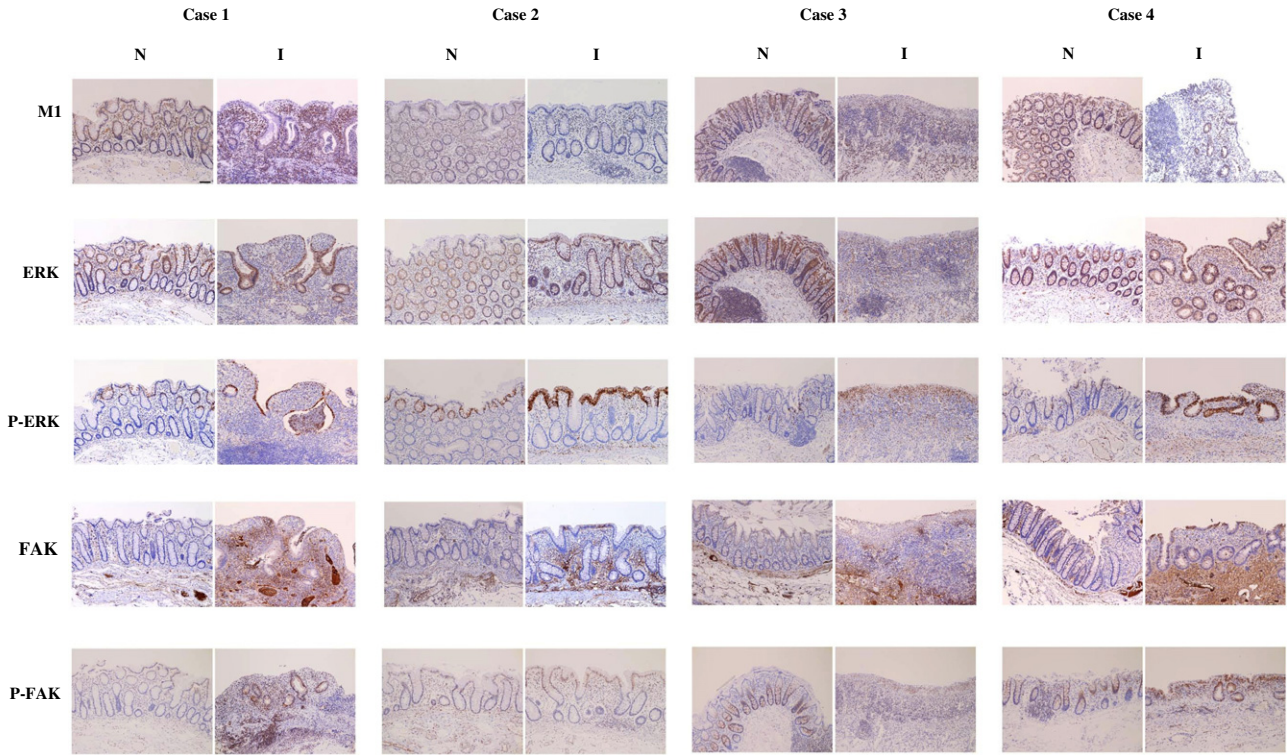 Case 1 Case 2 Case 3 Case 4
N I N I N I N I
M1
ERK
P-ERK
FAK
P-FAK